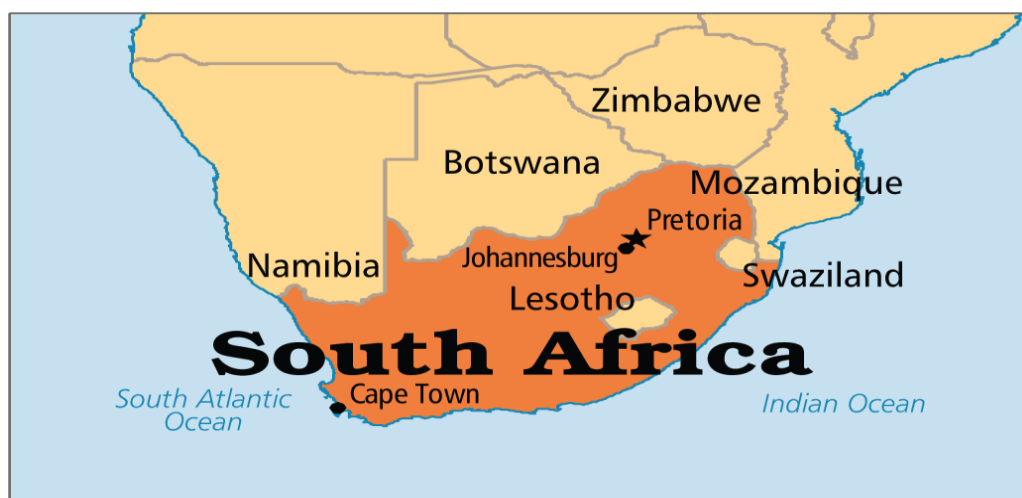 Zimbabwe
Botswana
Mozambique
Pretoria
Johannesburg
Namibia
Swaziland
Lesotho
South Africa
Cape Town
South Atlantic
Ocean
Indian Ocean